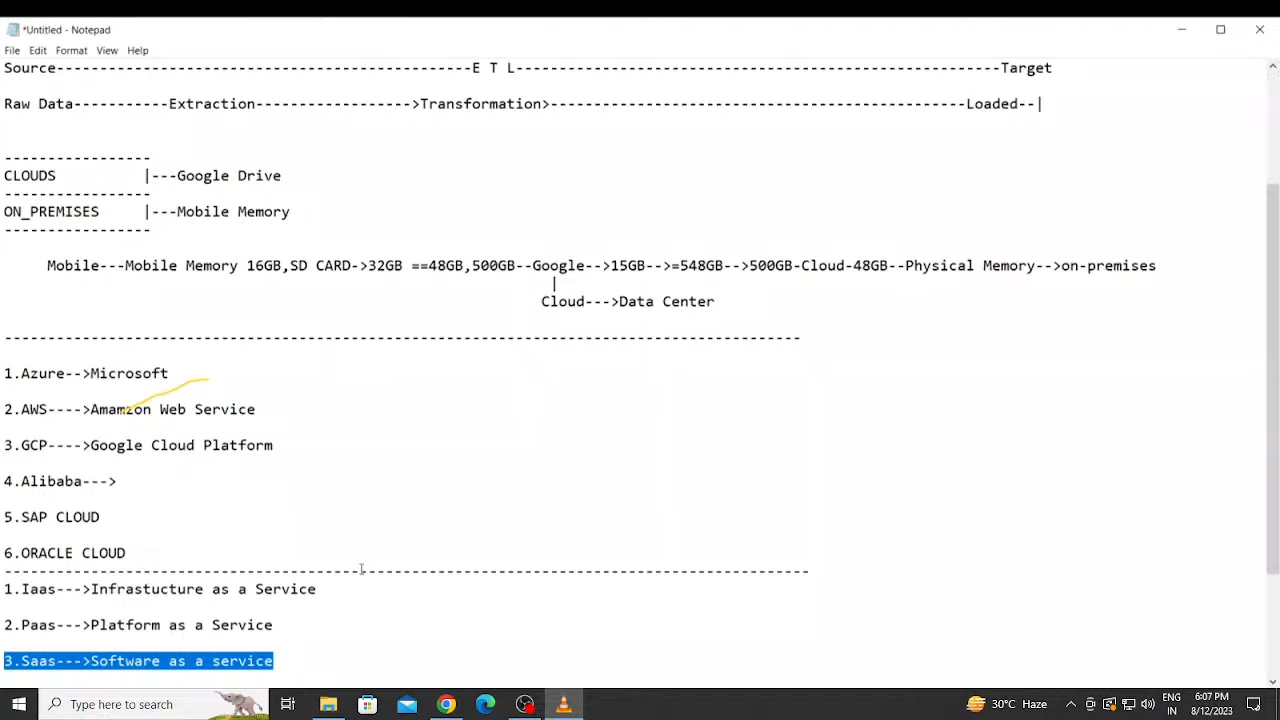 *Untitled - Notepad
File Edit Format View Help
Source------------------------------------------------E T L--------------------------------------------------------Target
Raw Data-----------Extraction------------------>Transformation>------------------------------------------------Loaded--|
-----------------
CLOUDS |---Google Drive
-----------------
ON_PREMISES |---Mobile Memory
-----------------
Mobile---Mobile Memory 16GB,SD CARD->32GB ==48GB,500GB--Google-->15GB-->=548GB-->500GB-Cloud-48GB--Physical Memory-->on-premises
|
Cloud--->Data Center
--------------------------------------------------------------------------------------------
1.Azure-->Microsoft
2.AWS---->Amamzon Web Service
3.GCP---->Google Cloud Platform
4.Alibaba--->
5.SAP CLOUD
6.ORACLE CLOUD
---------------------------------------------------------------------------------------------
1.Iaas--->Infrastucture as a Service
2.Paas--->Platform as a Service
3.Saas--->Software as a service
Type here to search
30°C Haze
ENG
IN
6:07 PM
8/12/2023